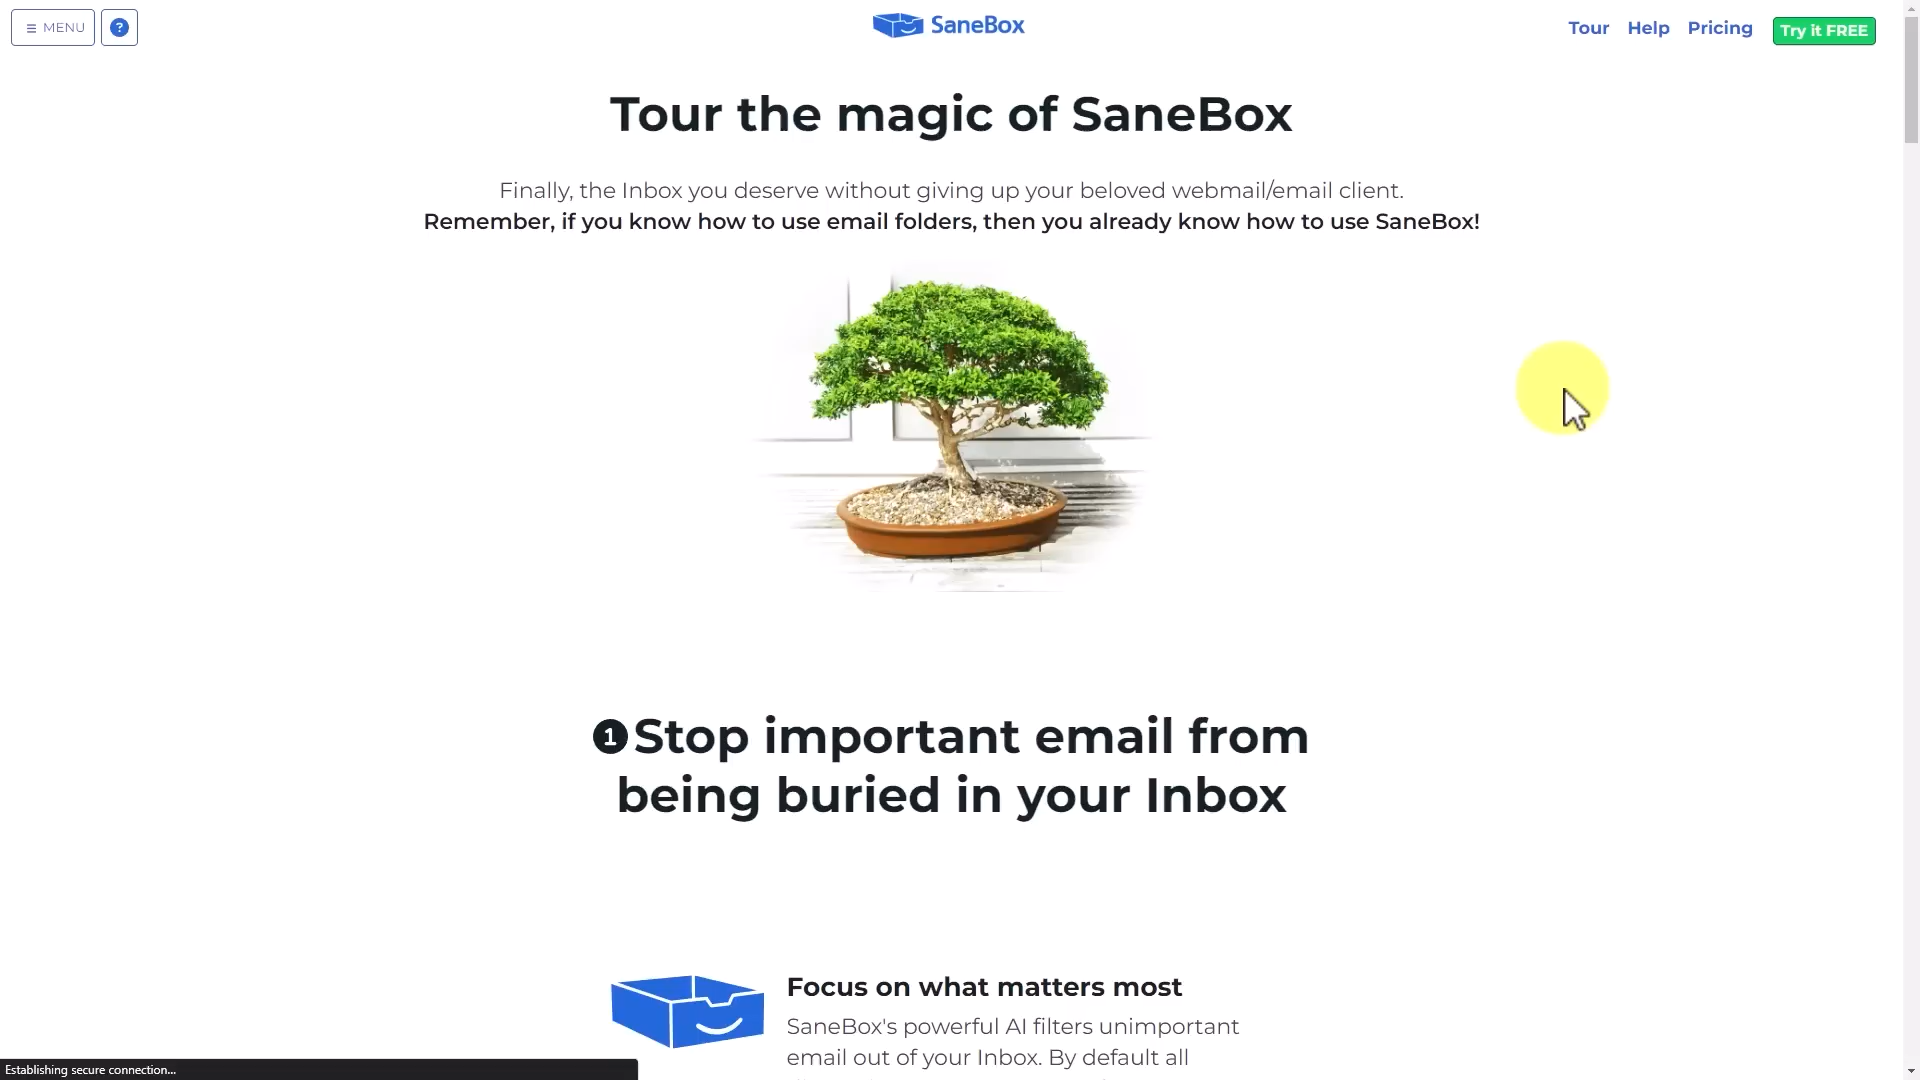 ☰ MENU
?
SaneBox
Tour Help Pricing Try it FREE
Tour the magic of SaneBox
Finally, the Inbox you deserve without giving up your beloved webmail/email client.
Remember, if you know how to use email folders, then you already know how to use SaneBox!
❶Stop important email from
being buried in your Inbox
Focus on what matters most
SaneBox's powerful AI filters unimportant
email out of your Inbox. By default all
Establishing secure connection...